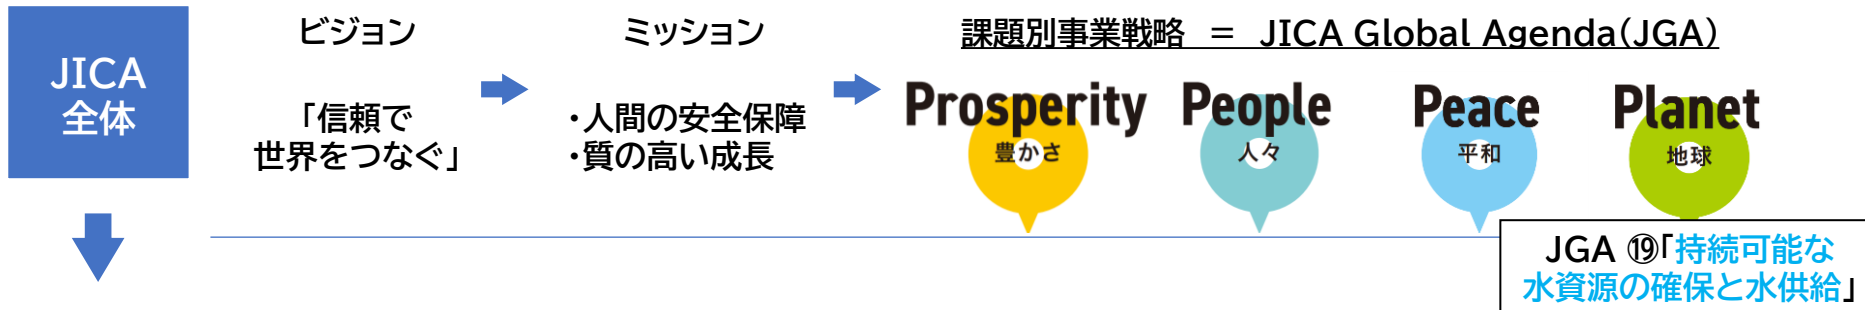 JICA
全体
ビジョン
「信頼で
世界をつなぐ」
ミッション
・人間の安全保障
・質の高い成長
課題別事業戦略 = JICA Global Agenda(JGA)
Prosperity
豊かさ
People
人々
Peace
平和
Planet
地球
JGA ⑲「持続可能な
水資源の確保と水供給」